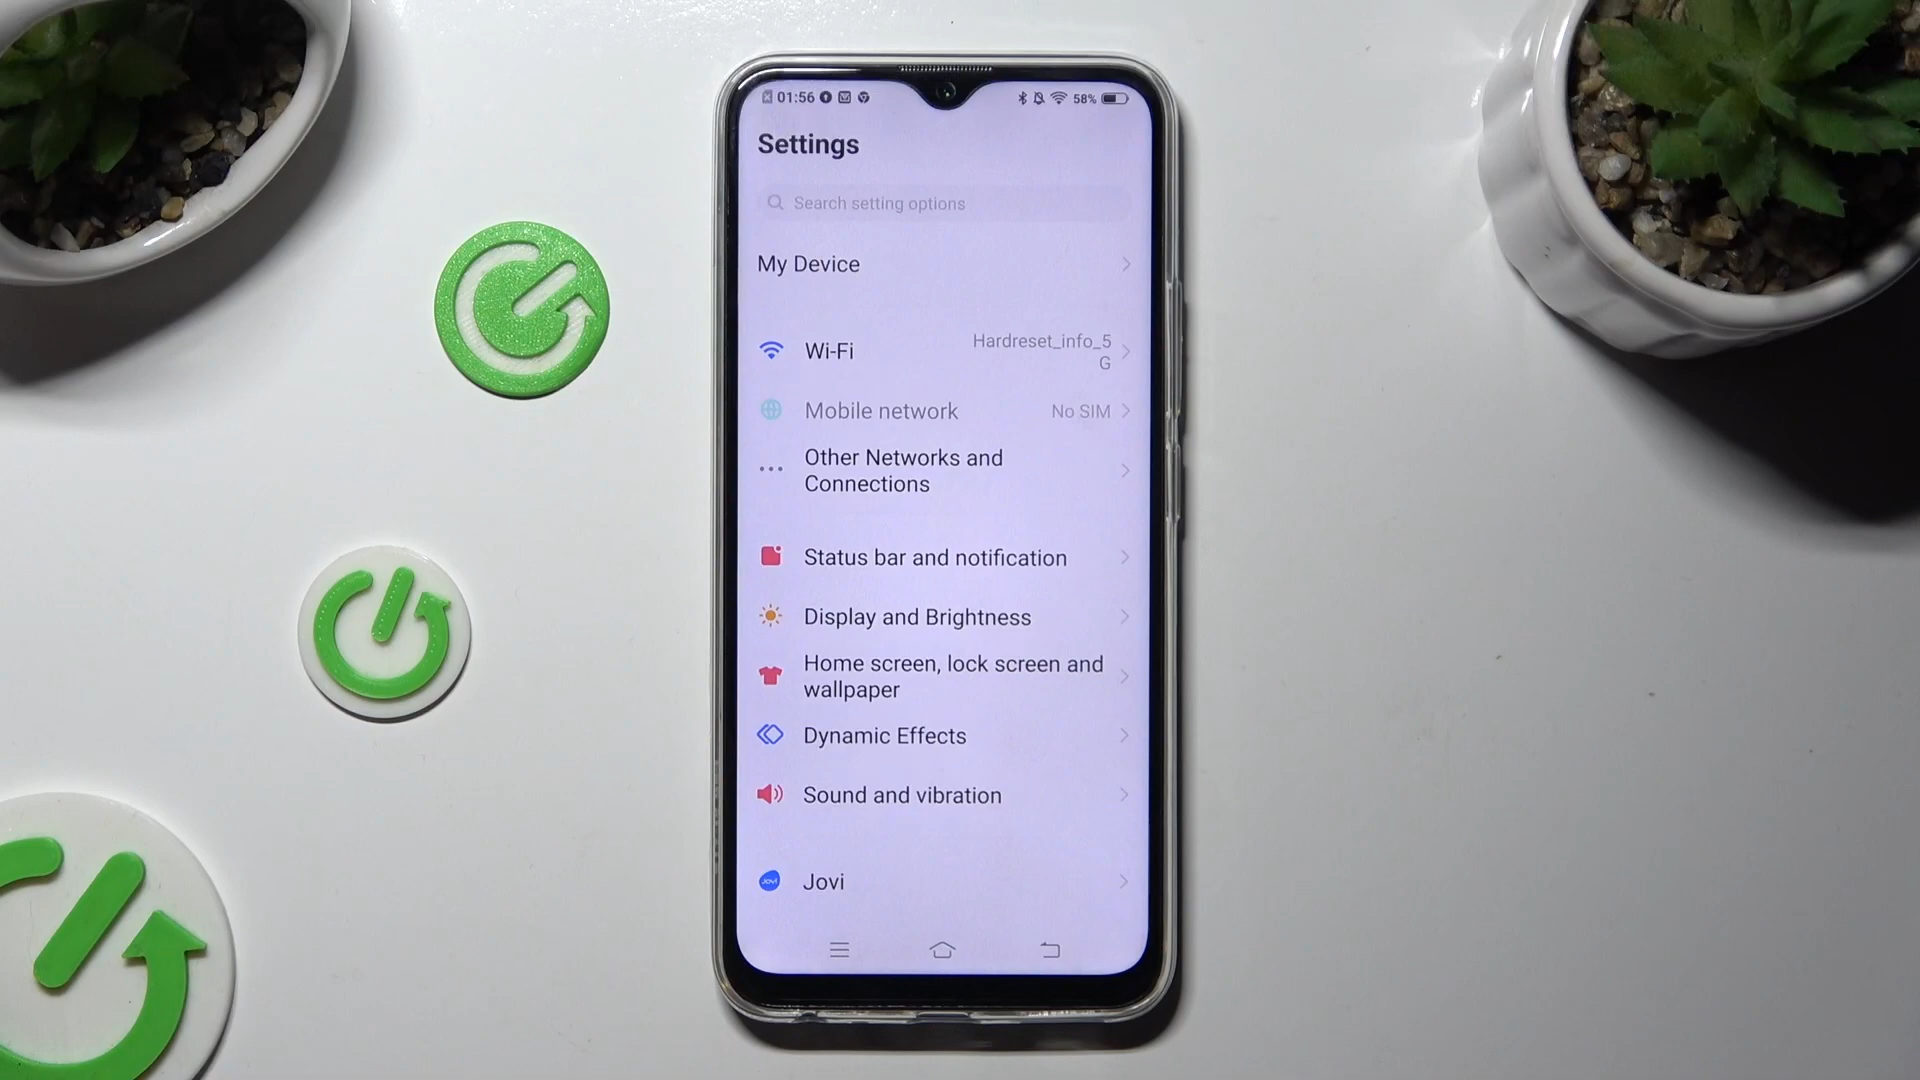 01:56 58%
Settings
Search setting options
My Device
Wi-Fi
Hardreset_info_5
G
Mobile network
No SIM
Other Networks and
Connections
Status bar and notification
Display and Brightness
Home screen, lock screen and
wallpaper
Dynamic Effects
Sound and vibration
Jovi
Jovi